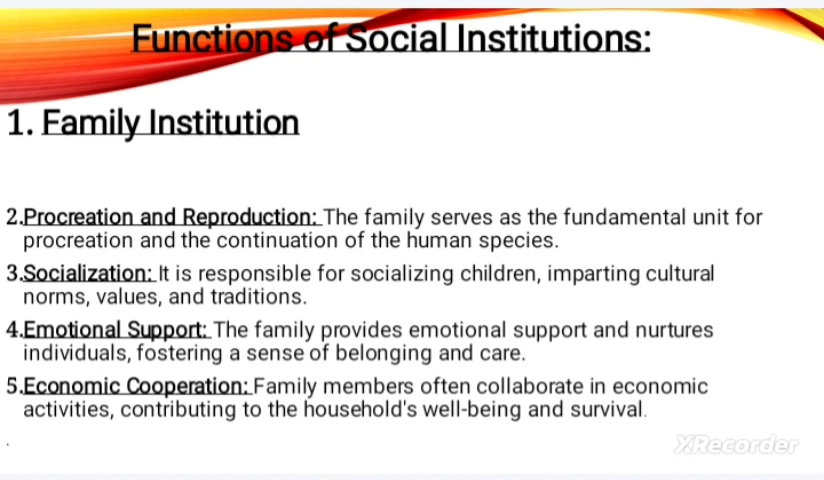 Functions of Social Institutions:
1. Family Institution
2.Procreation and Reproduction: The family serves as the fundamental unit for
procreation and the continuation of the human species.
3.Socialization: It is responsible for socializing children, imparting cultural
norms, values, and traditions.
4.Emotional Support: The family provides emotional support and nurtures
individuals, fostering a sense of belonging and care.
5.Economic Cooperation: Family members often collaborate in economic
activities, contributing to the household's well-being and survival.
.
XRecorder